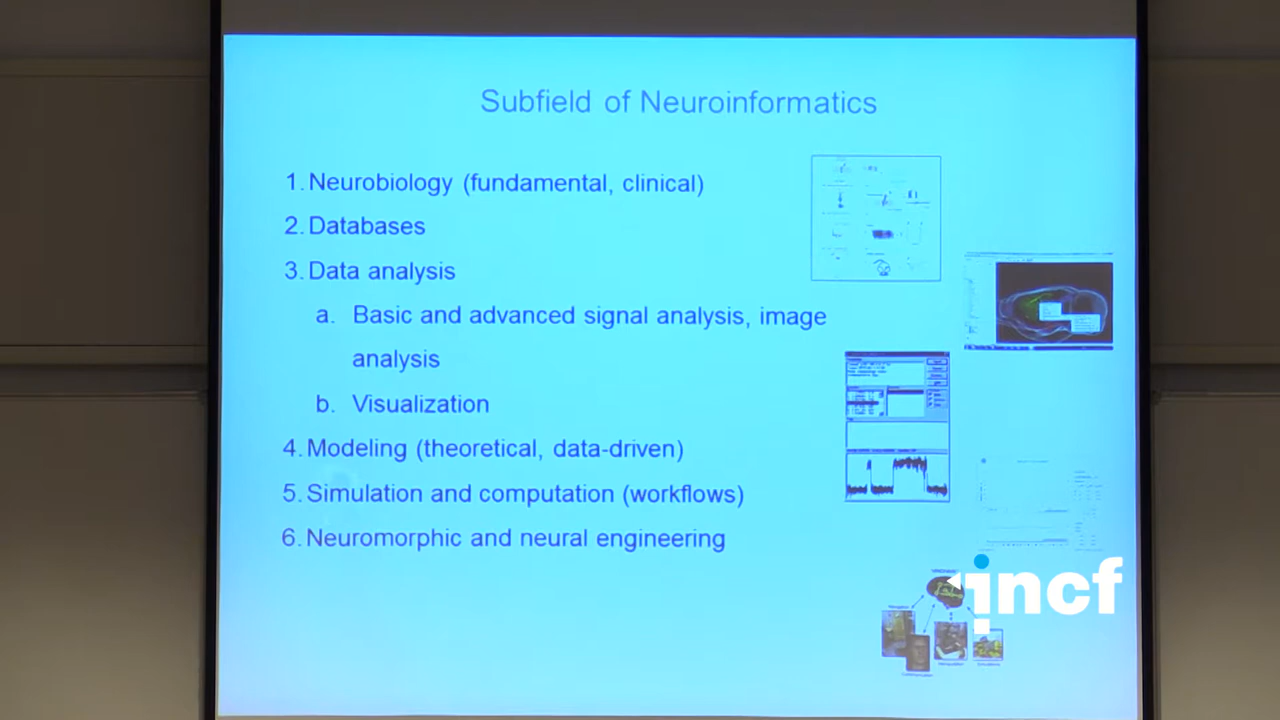 Subfield of Neuroinformatics
1. Neurobiology (fundamental, clinical)
2. Databases
3. Data analysis
a. Basic and advanced signal analysis, image
analysis
b. Visualization
4. Modeling (theoretical, data-driven)
5. Simulation and computation (workflows)
6. Neuromorphic and neural engineering
incf